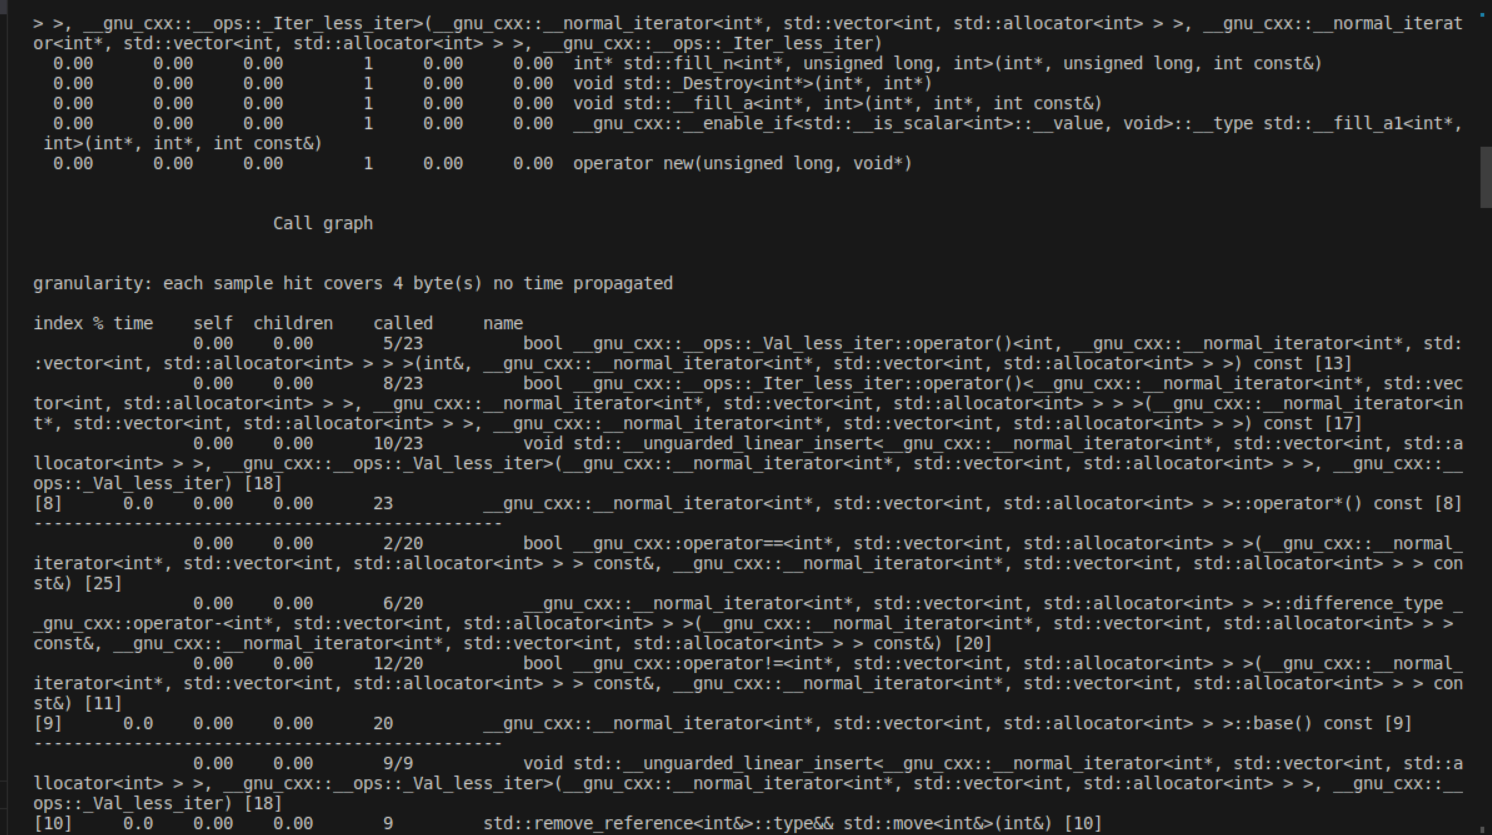 > >, __gnu_cxx::__ops::_Iter_less_iter>(__gnu_cxx::__normal_iterator<int*, std::vector<int, std::allocator<int> > >, __gnu_cxx::__normal_iterat
or<int*, std::vector<int, std::allocator<int> > >, __gnu_cxx::__ops::_Iter_less_iter)
  0.00      0.00     0.00        1     0.00     0.00  int* std::fill_n<int*, unsigned long, int>(int*, unsigned long, int const&)
  0.00      0.00     0.00        1     0.00     0.00  void std::_Destroy<int*>(int*, int*)
  0.00      0.00     0.00        1     0.00     0.00  void std::__fill_a<int*, int>(int*, int*, int const&)
  0.00      0.00     0.00        1     0.00     0.00  __gnu_cxx::__enable_if<std::__is_scalar<int>::__value, void>::__type std::__fill_a1<int*,
 int>(int*, int*, int const&)
  0.00      0.00     0.00        1     0.00     0.00  operator new(unsigned long, void*)
                        Call graph
granularity: each sample hit covers 4 byte(s) no time propagated
index % time    self  children    called     name
                0.00    0.00       5/23          bool __gnu_cxx::__ops::_Val_less_iter::operator()<int, __gnu_cxx::__normal_iterator<int*, std:
:vector<int, std::allocator<int> > > >(int&, __gnu_cxx::__normal_iterator<int*, std::vector<int, std::allocator<int> > >) const [13]
                0.00    0.00       8/23          bool __gnu_cxx::__ops::_Iter_less_iter::operator()<__gnu_cxx::__normal_iterator<int*, std::vec
tor<int, std::allocator<int> > >, __gnu_cxx::__normal_iterator<int*, std::vector<int, std::allocator<int> > > >(__gnu_cxx::__normal_iterator<in
t*, std::vector<int, std::allocator<int> > >, __gnu_cxx::__normal_iterator<int*, std::vector<int, std::allocator<int> > >) const [17]
                0.00    0.00      10/23          void std::__unguarded_linear_insert<__gnu_cxx::__normal_iterator<int*, std::vector<int, std::a
llocator<int> > >, __gnu_cxx::__ops::_Val_less_iter>(__gnu_cxx::__normal_iterator<int*, std::vector<int, std::allocator<int> > >, __gnu_cxx::__
ops::_Val_less_iter) [18]
[8]      0.0    0.00    0.00      23         __gnu_cxx::__normal_iterator<int*, std::vector<int, std::allocator<int> > >::operator*() const [8]
-----------------------------------------------
                0.00    0.00       2/20          bool __gnu_cxx::operator==<int*, std::vector<int, std::allocator<int> > >(__gnu_cxx::__normal_
iterator<int*, std::vector<int, std::allocator<int> > > const&, __gnu_cxx::__normal_iterator<int*, std::vector<int, std::allocator<int> > > con
st&) [25]
                0.00    0.00       6/20          __gnu_cxx::__normal_iterator<int*, std::vector<int, std::allocator<int> > >::difference_type _
_gnu_cxx::operator-<int*, std::vector<int, std::allocator<int> > >(__gnu_cxx::__normal_iterator<int*, std::vector<int, std::allocator<int> > >
const&, __gnu_cxx::__normal_iterator<int*, std::vector<int, std::allocator<int> > > const&) [20]
                0.00    0.00      12/20          bool __gnu_cxx::operator!=<int*, std::vector<int, std::allocator<int> > >(__gnu_cxx::__normal_
iterator<int*, std::vector<int, std::allocator<int> > > const&, __gnu_cxx::__normal_iterator<int*, std::vector<int, std::allocator<int> > > con
st&) [11]
[9]      0.0    0.00    0.00      20         __gnu_cxx::__normal_iterator<int*, std::vector<int, std::allocator<int> > >::base() const [9]
-----------------------------------------------
                0.00    0.00       9/9           void std::__unguarded_linear_insert<__gnu_cxx::__normal_iterator<int*, std::vector<int, std::a
llocator<int> > >, __gnu_cxx::__ops::_Val_less_iter>(__gnu_cxx::__normal_iterator<int*, std::vector<int, std::allocator<int> > >, __gnu_cxx::__
ops::_Val_less_iter) [18]
[10]     0.0    0.00    0.00       9         std::remove_reference<int&>::type&& std::move<int&>(int&) [10]